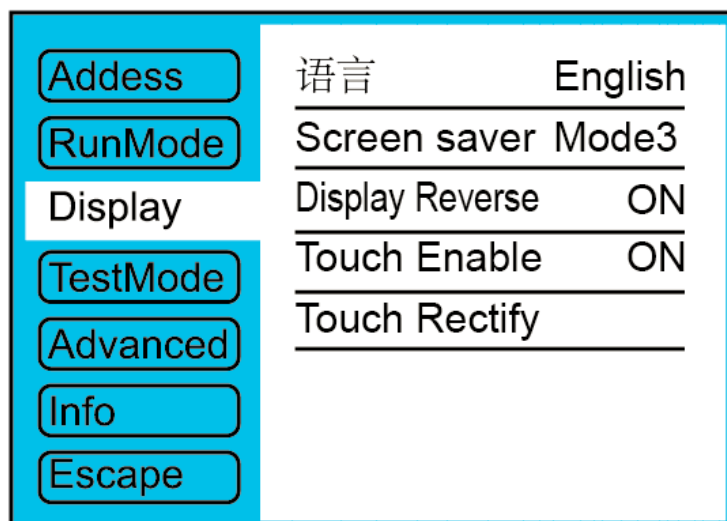 Addess
RunMode
Display
TestMode
Advanced
Info
Escape
语言 English
Screen saver Mode3
Display Reverse ON
Touch Enable ON
Touch Rectify